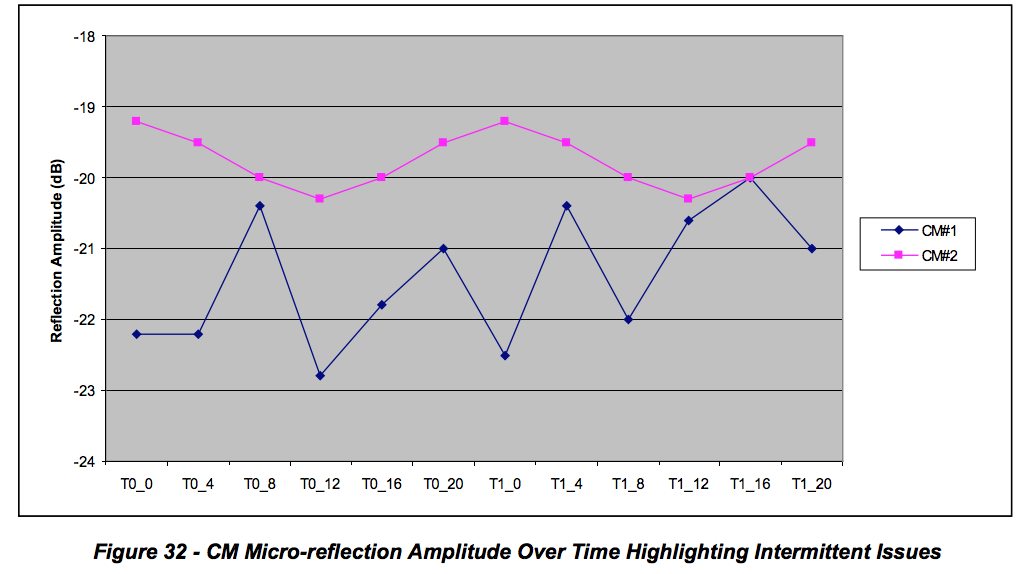 -18
-19
-20
-21
-22
-23
-24
Reflection Amplitude (dB)
T0_0 T0_4 T0_8 T0_12 T0_16 T0_20 T1_0 T1_4 T1_8 T1_12 T1_16 T1_20
CM#1
CM#2
Figure 32 - CM Micro-reflection Amplitude Over Time Highlighting Intermittent Issues